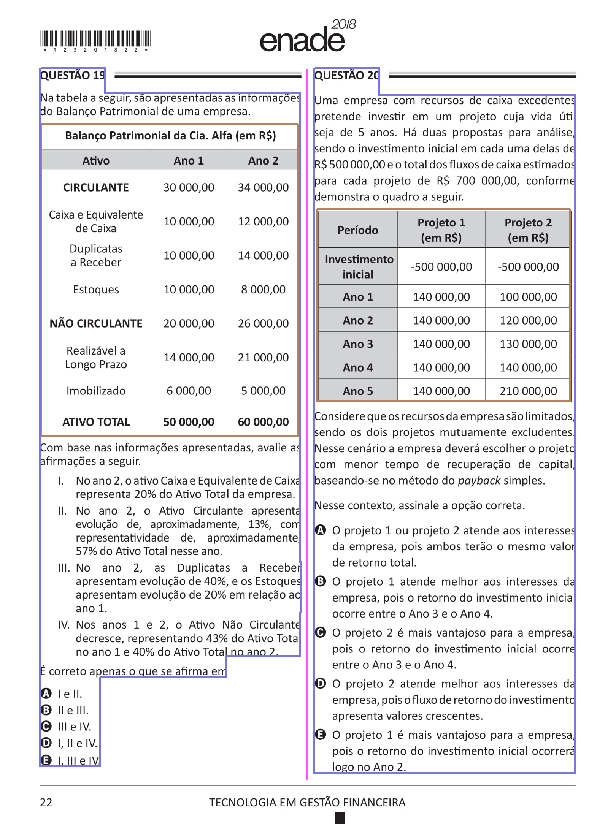 * R 2 3 2 0 1 8 2 2 *
enade 2018
QUESTÃO 19
Na tabela a seguir, são apresentadas as informações
do Balanço Patrimonial de uma empresa.
Balanço Patrimonial da Cia. Alfa (em R$)
Ativo Ano 1 Ano 2
CIRCULANTE 30 000,00 34 000,00
Caixa e Equivalente
de Caixa 10 000,00 12 000,00
Duplicatas
a Receber 10 000,00 14 000,00
Estoques 10 000,00 8 000,00
NÃO CIRCULANTE 20 000,00 26 000,00
Realizável a
Longo Prazo 14 000,00 21 000,00
Imobilizado 6 000,00 5 000,00
ATIVO TOTAL 50 000,00 60 000,00
Com base nas informações apresentadas, avalie as
afirmações a seguir.
I. No ano 2, o ativo Caixa e Equivalente de Caixa
representa 20% do Ativo Total da empresa.
II. No ano 2, o Ativo Circulante apresenta
evolução de, aproximadamente, 13%, com
representatividade de, aproximadamente,
57% do Ativo Total nesse ano.
III. No ano 2, as Duplicatas a Receber
apresentam evolução de 40%, e os Estoques
apresentam evolução de 20% em relação ao
ano 1.
IV. Nos anos 1 e 2, o Ativo Não Circulante
decresce, representando 43% do Ativo Total
no ano 1 e 40% do Ativo Total no ano 2.
É correto apenas o que se afirma em
A I e II.
B II e III.
C III e IV.
D I, II e IV.
E I, III e IV.
QUESTÃO 20
Uma empresa com recursos de caixa excedentes
pretende investir em um projeto cuja vida útil
seja de 5 anos. Há duas propostas para análise,
sendo o investimento inicial em cada uma delas de
R$ 500 000,00 e o total dos fluxos de caixa estimados
para cada projeto de R$ 700 000,00, conforme
demonstra o quadro a seguir.
Período Projeto 1 (em R$) Projeto 2 (em R$)
Investimento
inicial -500 000,00 -500 000,00
Ano 1 140 000,00 100 000,00
Ano 2 140 000,00 120 000,00
Ano 3 140 000,00 130 000,00
Ano 4 140 000,00 140 000,00
Ano 5 140 000,00 210 000,00
Considere que os recursos da empresa são limitados,
sendo os dois projetos mutuamente excludentes.
Nesse cenário a empresa deverá escolher o projeto
com menor tempo de recuperação de capital,
baseando-se no método do payback simples.
Nesse contexto, assinale a opção correta.
A O projeto 1 ou projeto 2 atende aos interesses
da empresa, pois ambos terão o mesmo valor
de retorno total.
B O projeto 1 atende melhor aos interesses da
empresa, pois o retorno do investimento inicial
ocorre entre o Ano 3 e o Ano 4.
C O projeto 2 é mais vantajoso para a empresa,
pois o retorno do investimento inicial ocorre
entre o Ano 3 e o Ano 4.
D O projeto 2 atende melhor aos interesses da
empresa, pois o fluxo de retorno do investimento
apresenta valores crescentes.
E O projeto 1 é mais vantajoso para a empresa,
pois o retorno do investimento inicial ocorrerá
logo no Ano 2.
22
TECNOLOGIA EM GESTÃO FINANCEIRA